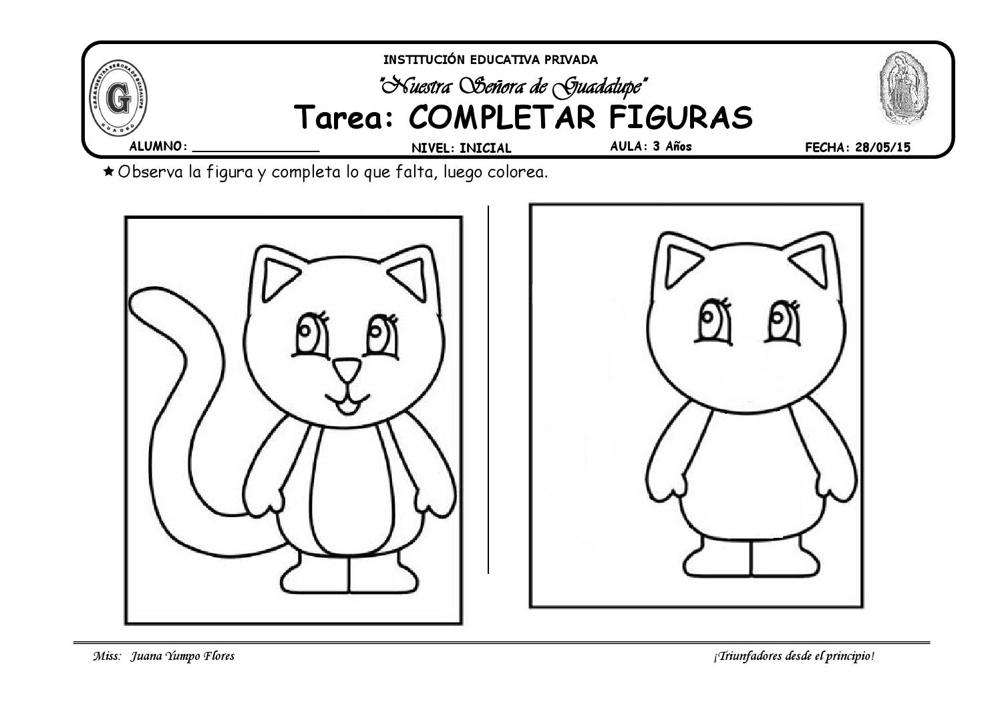 INSTITUCIÓN EDUCATIVA PRIVADA
"Nuestra Señora de Guadalupe"
Tarea: COMPLETAR FIGURAS
ALUMNO: ________________ NIVEL: INICIAL AULA: 3 Años FECHA: 28/05/15
G
HUACHO
★Observa la figura y completa lo que falta, luego colorea.
Miss: Juana Yumpo Flores ¡Triunfadores desde el principio!